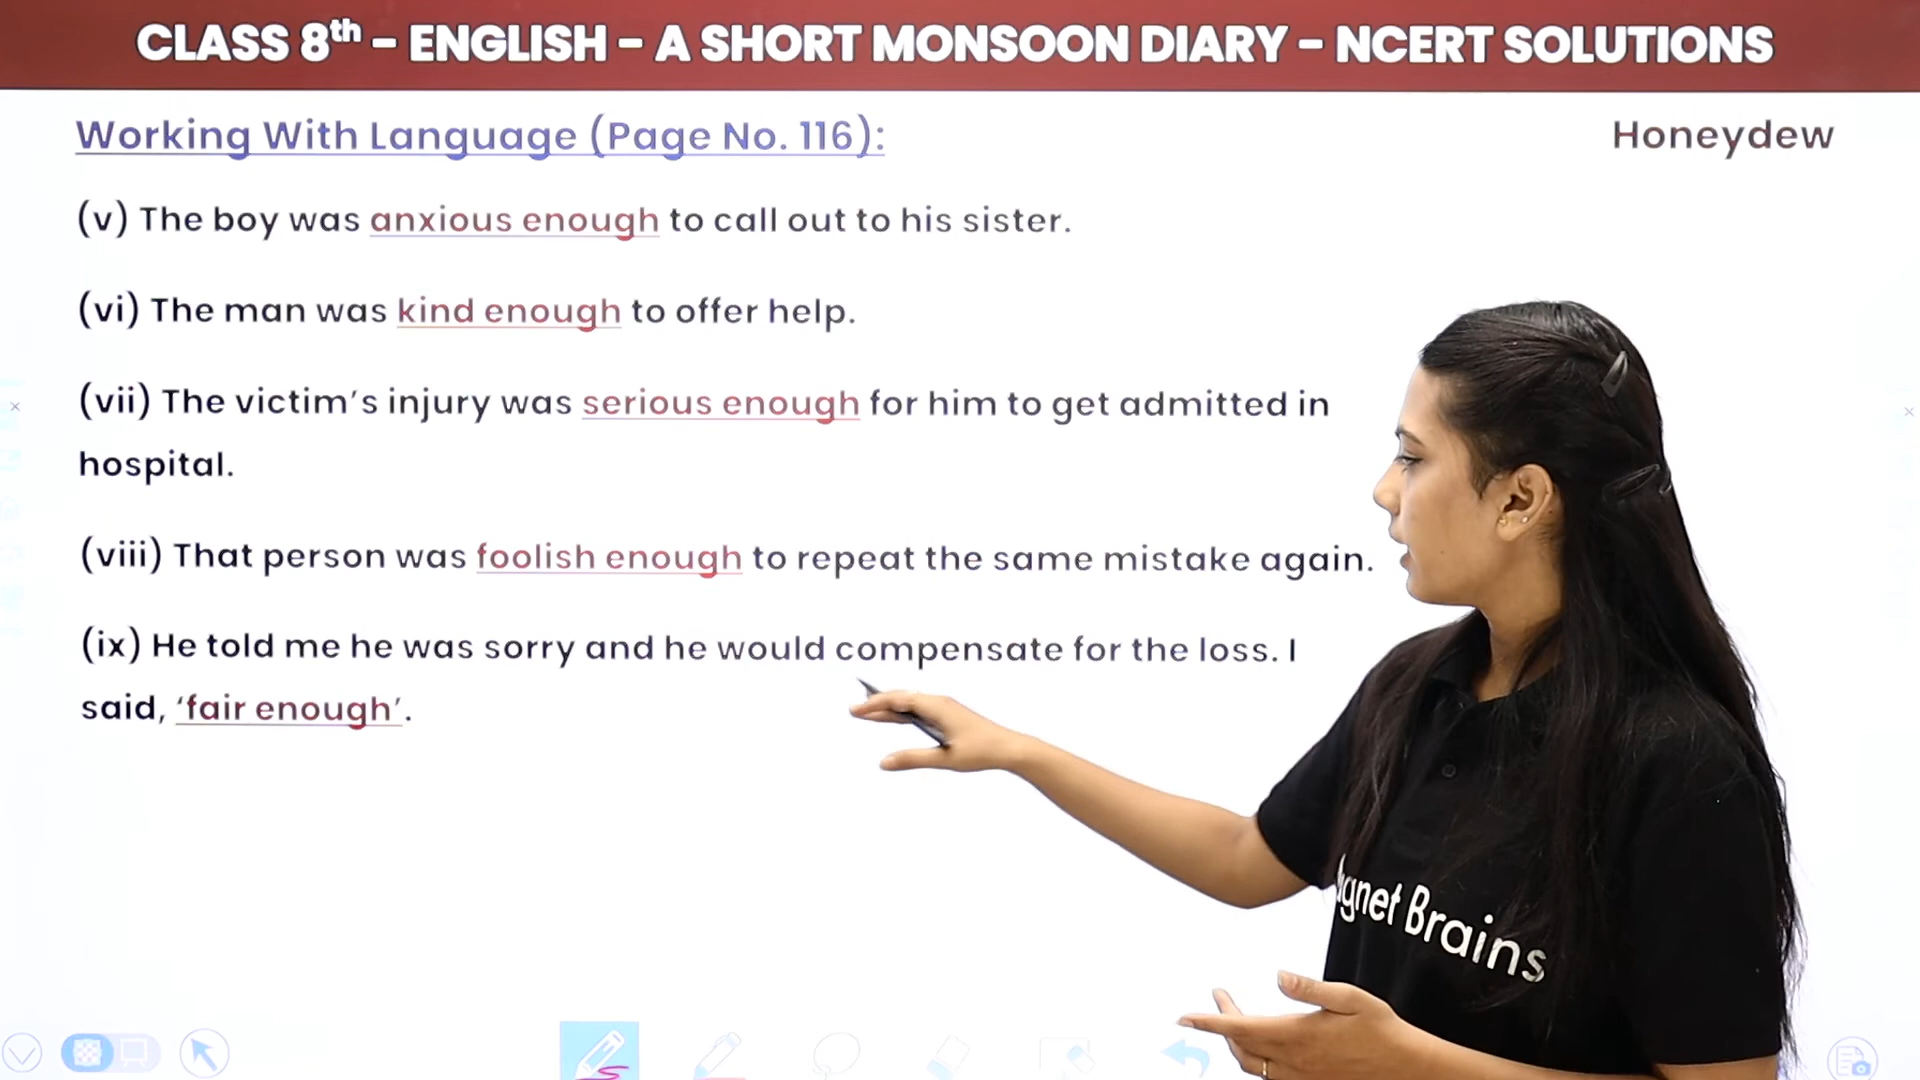 CLASS 8th – ENGLISH – A SHORT MONSOON DIARY – NCERT SOLUTIONS
Working With Language (Page No. 116):
Honeydew
(v) The boy was anxious enough to call out to his sister.
(vi) The man was kind enough to offer help.
(vii) The victim's injury was serious enough for him to get admitted in
hospital.
(viii) That person was foolish enough to repeat the same mistake again.
(ix) He told me he was sorry and he would compensate for the loss. I
said, 'fair enough'.
Brains